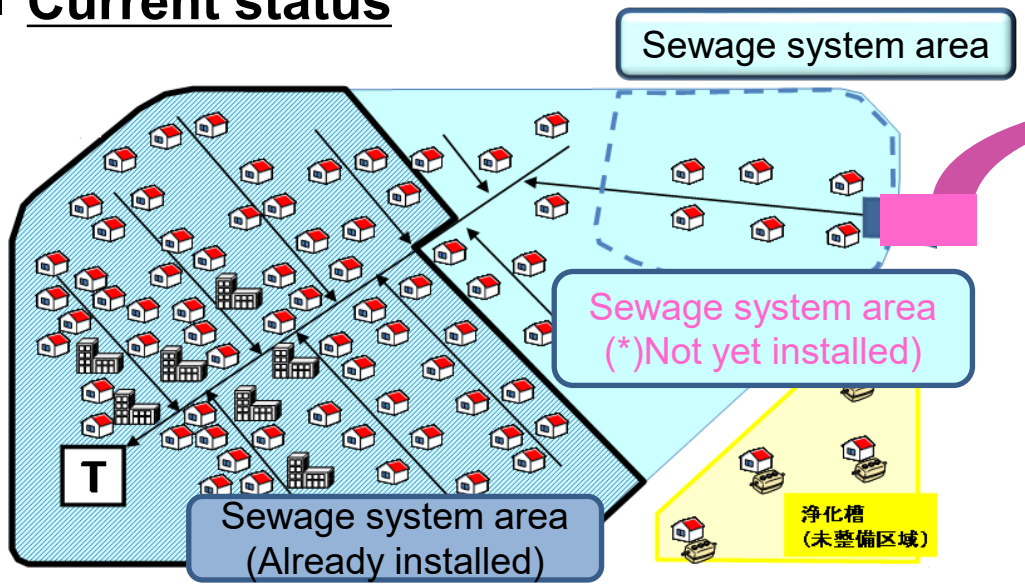 Current status
Sewage system area
Sewage system area
(*)Not yet installed)
T
Sewage system area
(Already installed)
浄化槽
(未整備区域)